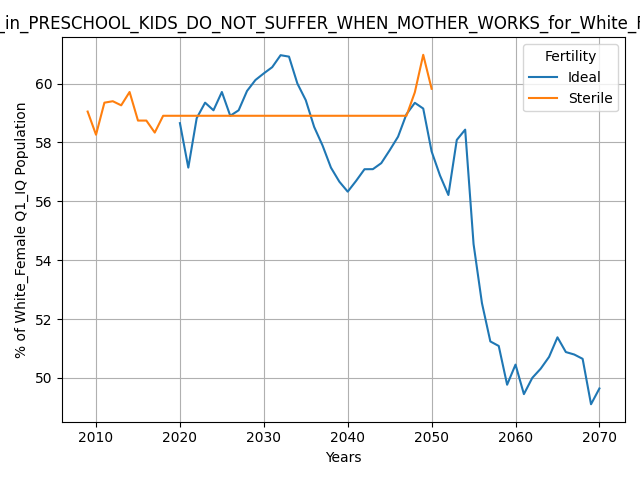 _in_PRESCHOOL_KIDS_DO_NOT_SUFFER_WHEN_MOTHER_WORKS_for_White_
% of White_Female Q1_IQ Population
60
58
56
54
52
50
Fertility
Ideal
Sterile
2010 2020 2030 2040 2050 2060 2070
Years